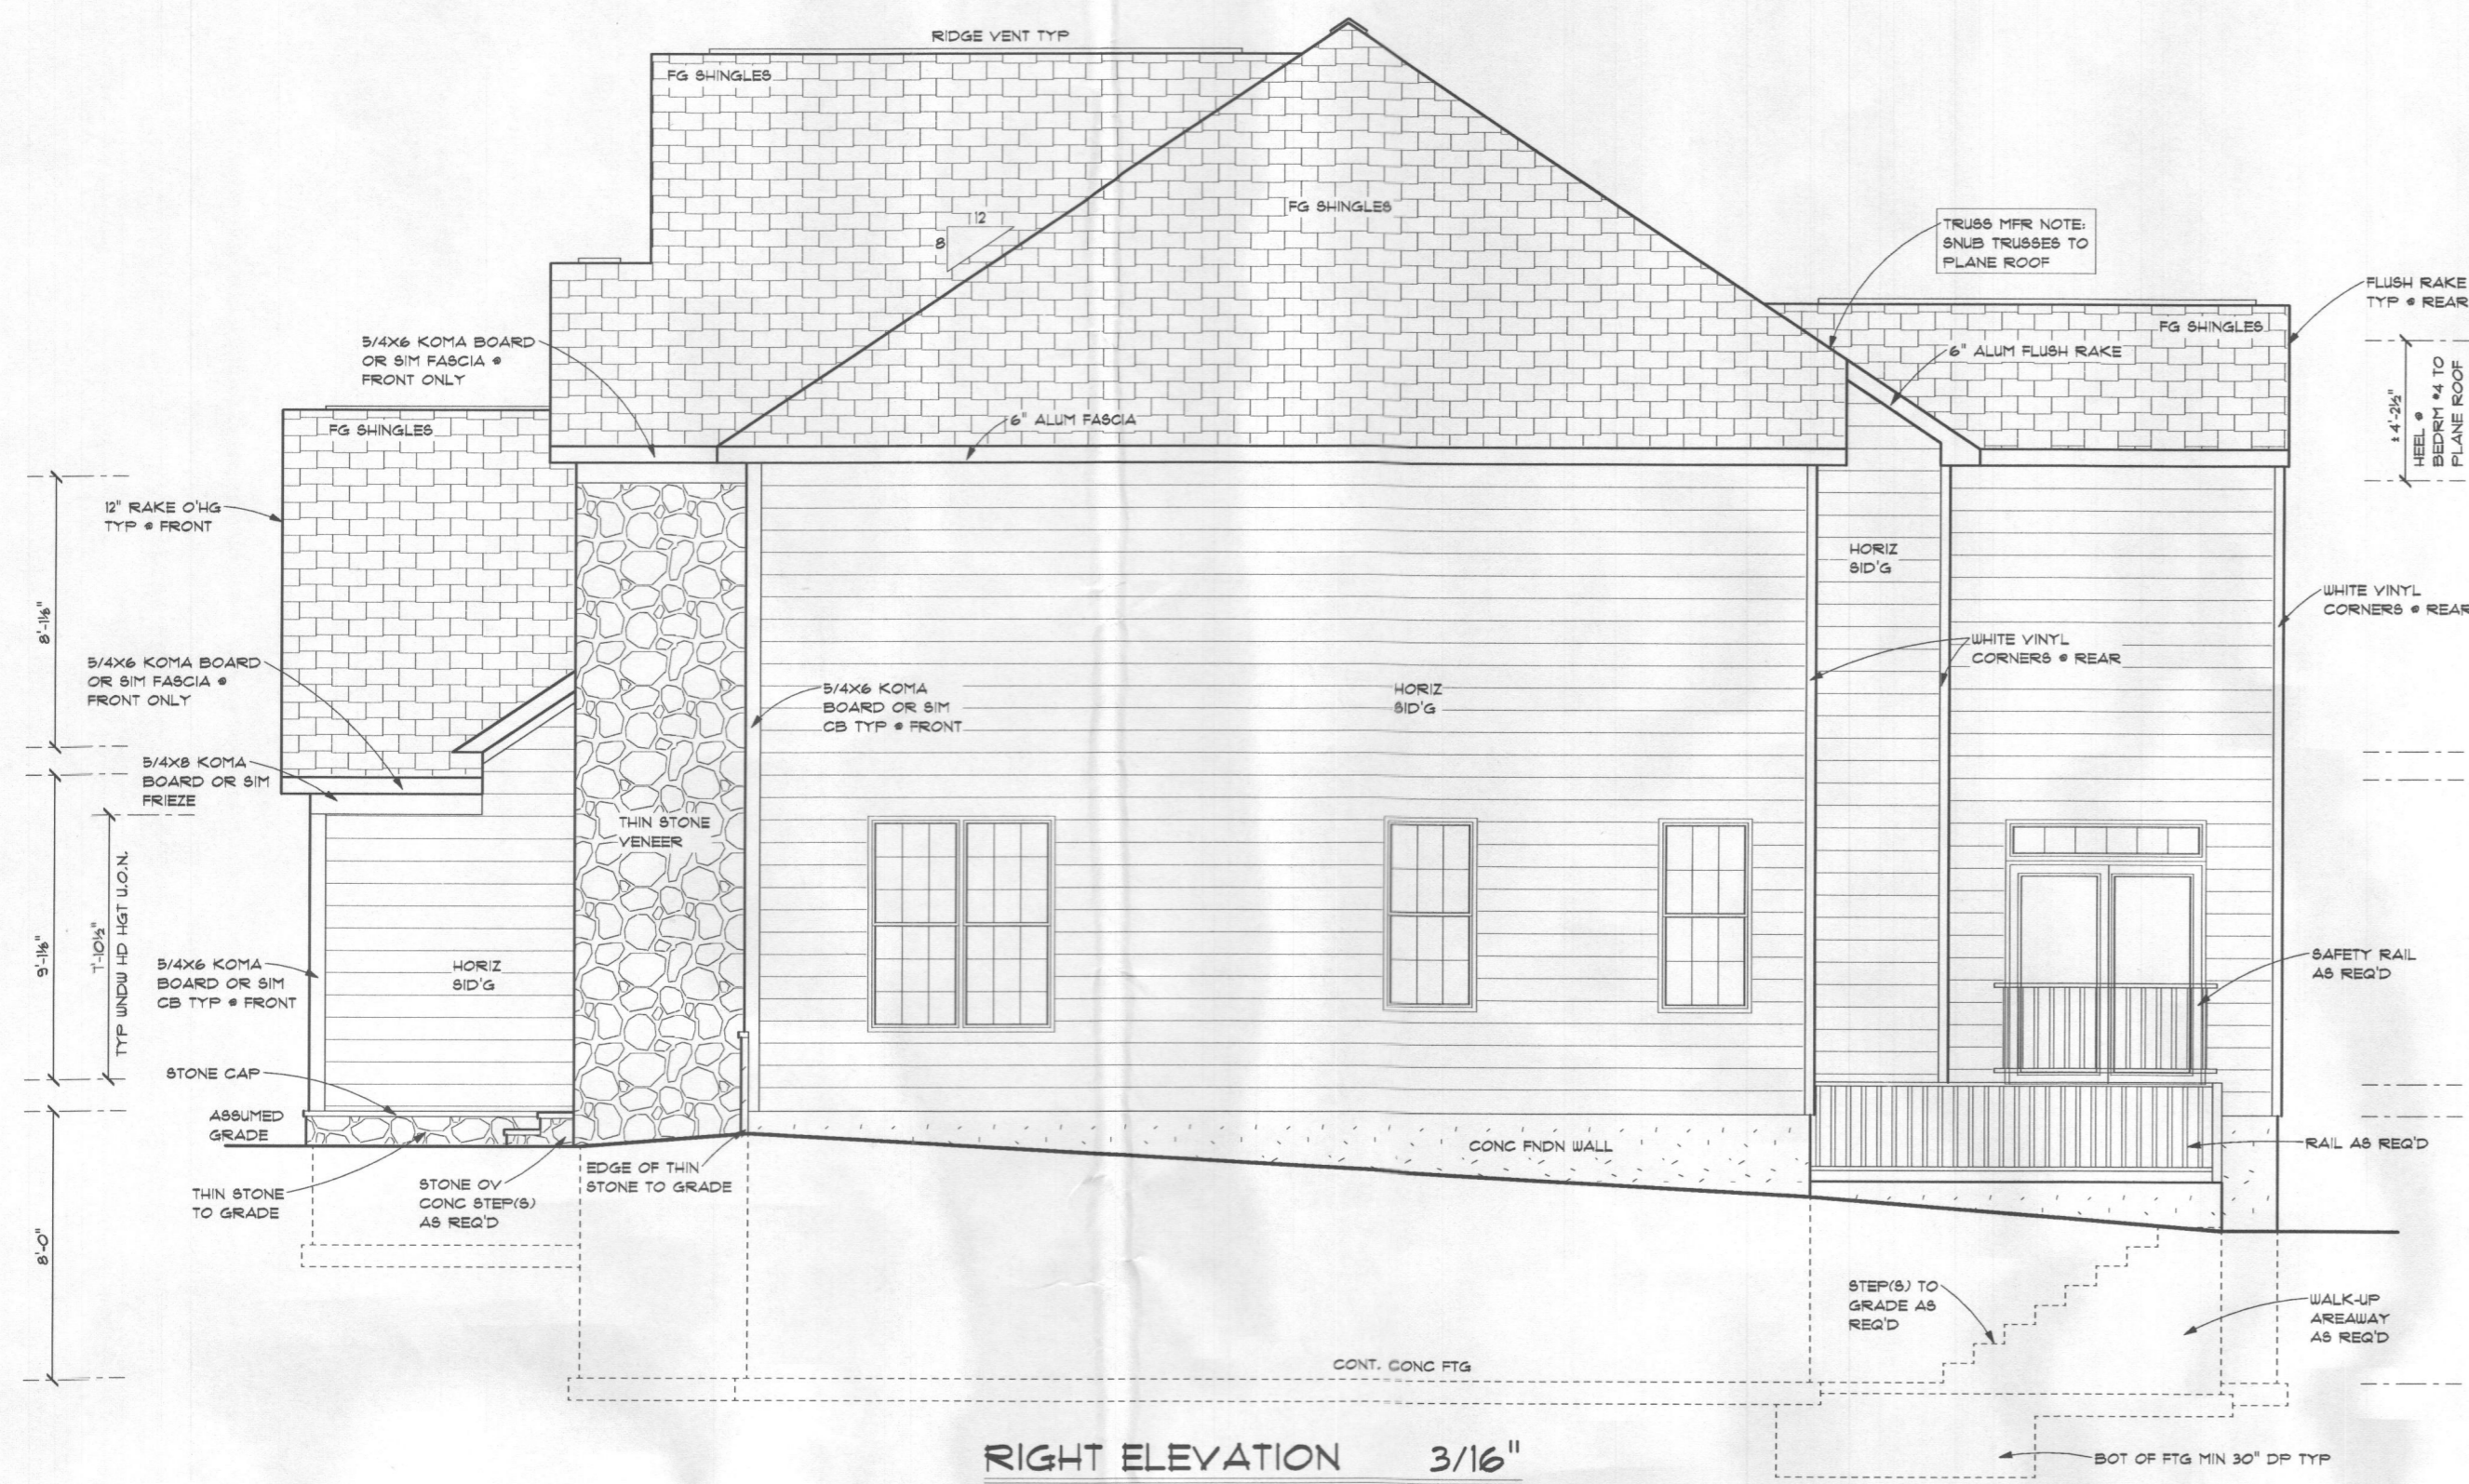 RIDGE VENT TYP
FG SHINGLES
12
8
FG SHINGLES
TRUSS MFR NOTE:
SNUB TRUSSES TO
PLANE ROOF
FLUSH RAKE
TYP @ REAR
FG SHINGLES
6" ALUM FLUSH RAKE
±4'-2½"
HEEL @
BEDRM #4 TO
PLANE ROOF
5/4X6 KOMA BOARD
OR SIM FASCIA @
FRONT ONLY
6" ALUM FASCIA
FG SHINGLES
12" RAKE O'HG
TYP @ FRONT
HORIZ
SID'G
WHITE VINYL
CORNERS @ REAR
8'-1⅛"
WHITE VINYL
CORNERS @ REAR
5/4X6 KOMA BOARD
OR SIM FASCIA @
FRONT ONLY
5/4X6 KOMA
BOARD OR SIM
CB TYP @ FRONT
HORIZ
SID'G
5/4X8 KOMA
BOARD OR SIM
FRIEZE
THIN STONE
VENEER
9'-1⅛"
7'-10½"
TYP WNDW HD HGT U.O.N.
5/4X6 KOMA
BOARD OR SIM
CB TYP @ FRONT
HORIZ
SID'G
SAFETY RAIL
AS REQ'D
STONE CAP
ASSUMED
GRADE
CONC FNDN WALL
RAIL AS REQ'D
THIN STONE
TO GRADE
STONE OV
CONC STEP(S)
AS REQ'D
EDGE OF THIN
STONE TO GRADE
8'-0"
STEP(S) TO
GRADE AS
REQ'D
WALK-UP
AREAWAY
AS REQ'D
CONT. CONC FTG
BOT OF FTG MIN 30" DP TYP
RIGHT ELEVATION 3/16"